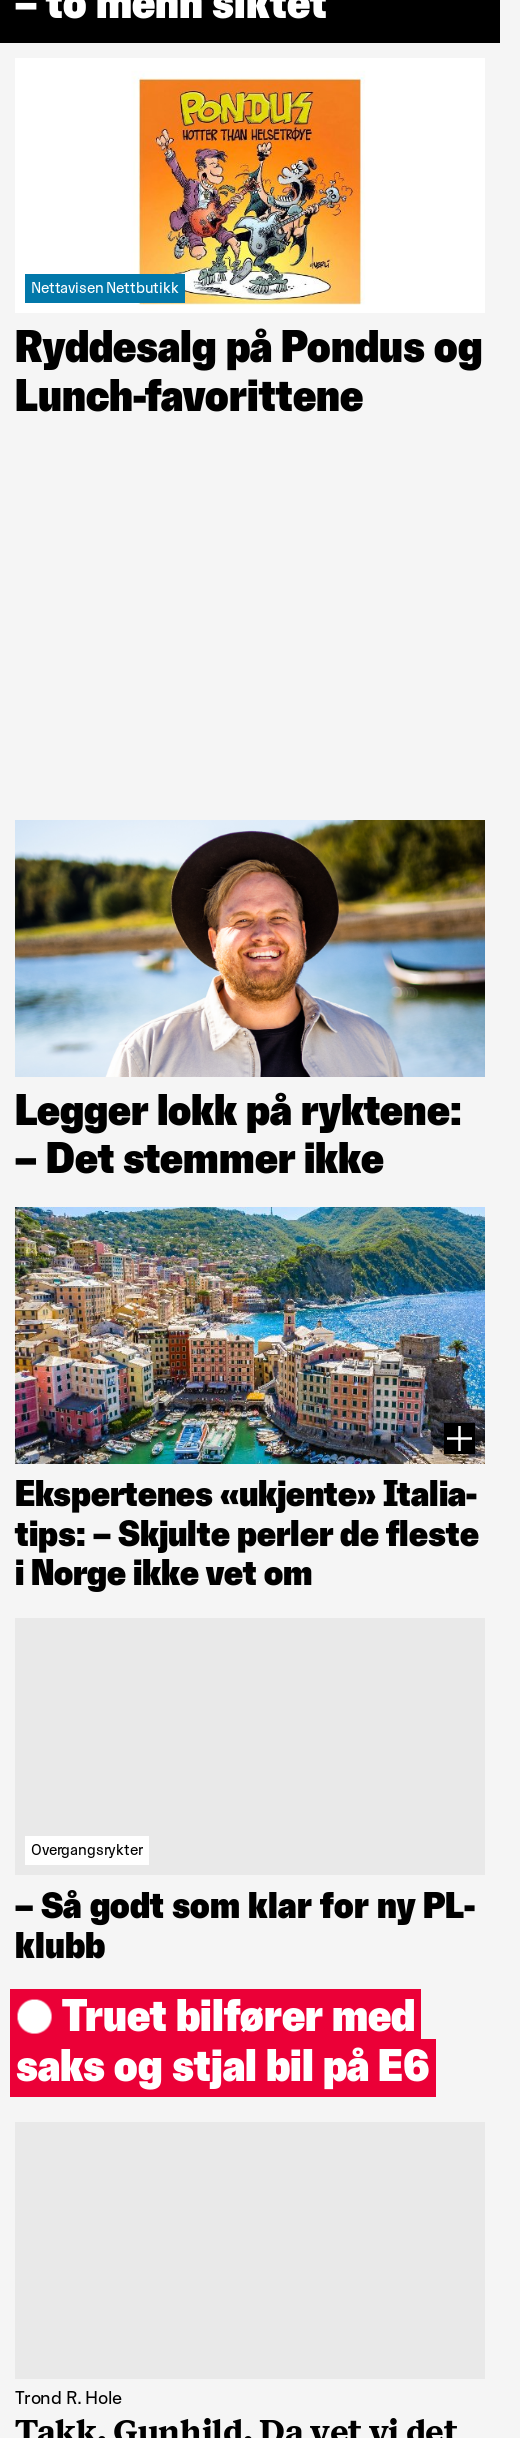 – to menn siktet
PONDUS
HOTTER THAN HELSETRØYE
Nettavisen Nettbutikk
Ryddesalg på Pondus og
Lunch-favorittene
Legger lokk på ryktene:
– Det stemmer ikke
Ekspertenes «ukjente» Italia-
tips: – Skjulte perler de fleste
i Norge ikke vet om
Overgangsrykter
– Så godt som klar for ny PL-
klubb
Truet bilfører med
saks og stjal bil på E6
Trond R. Hole
Takk, Gunhild. Da vet vi det